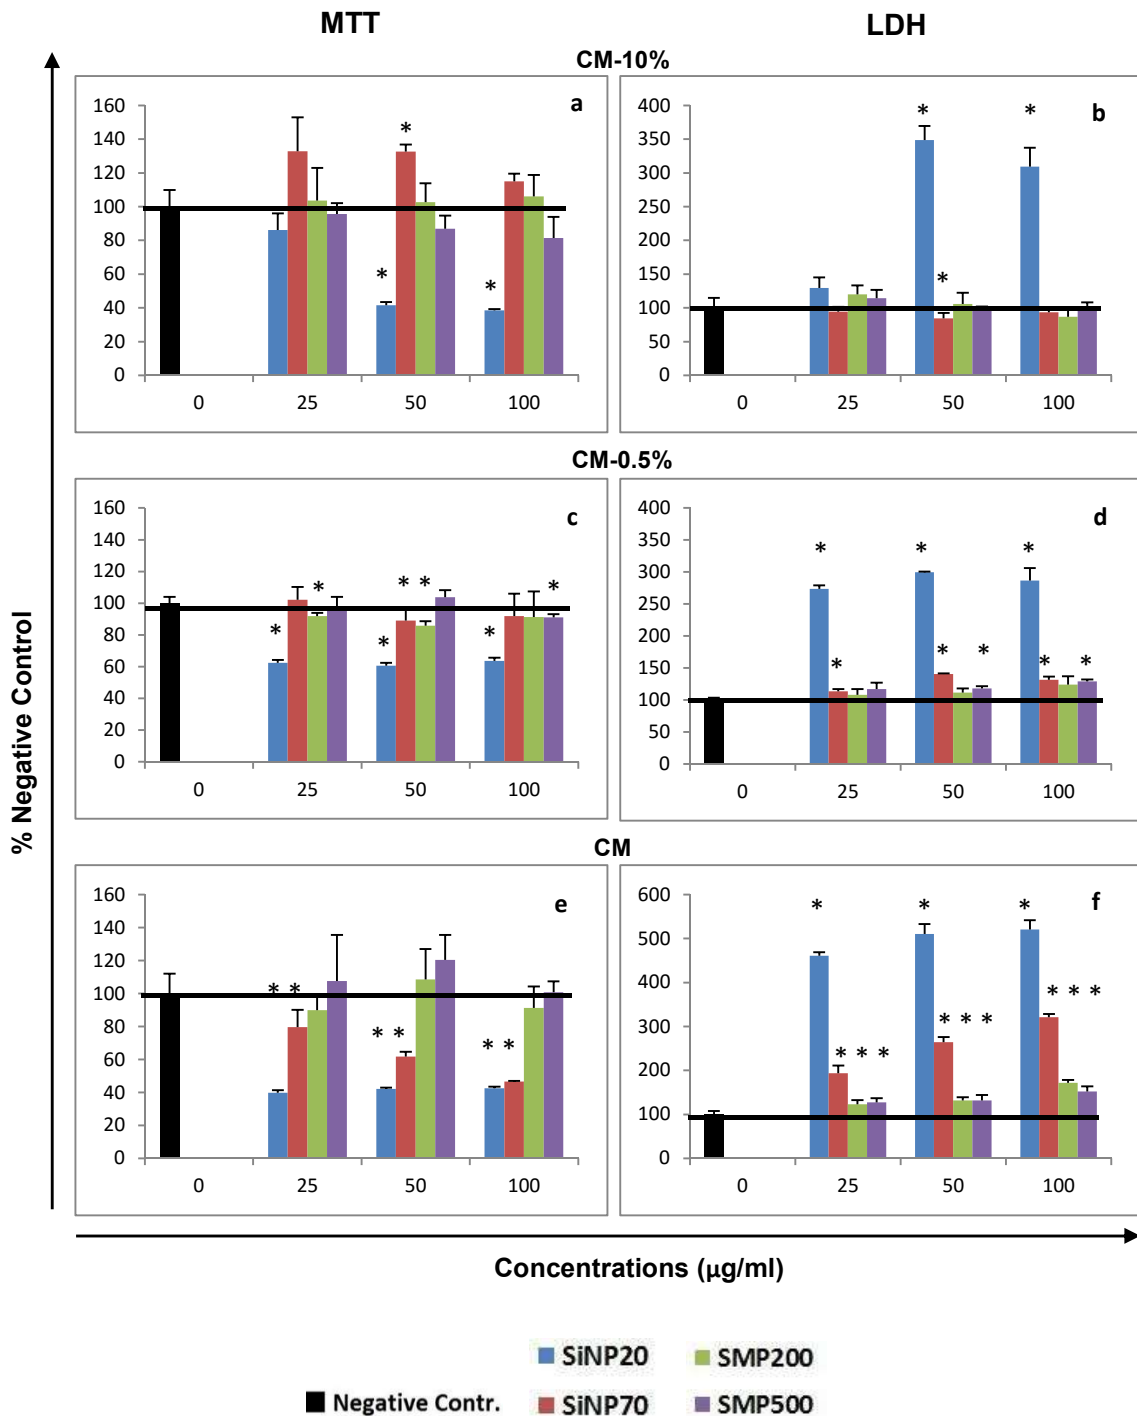 MTT LDH
CM-10%
a
160
140
120
100
80
60
40
20
0
0 25 50 100
* * *
b
400
350
300
250
200
150
100
50
0
0 25 50 100
* * *
CM-0.5%
c
160
140
120
100
80
60
40
20
0
0 25 50 100
* * * * * * *
d
400
350
300
250
200
150
100
50
0
0 25 50 100
* * * * * * * *
CM
e
160
140
120
100
80
60
40
20
0
0 25 50 100
* * * * * *
f
600
500
400
300
200
100
0
0 25 50 100
* * * * * * * * * * * *
% Negative Control
Concentrations (µg/ml)
SiNP20 SMP200
Negative Contr. SiNP70 SMP500